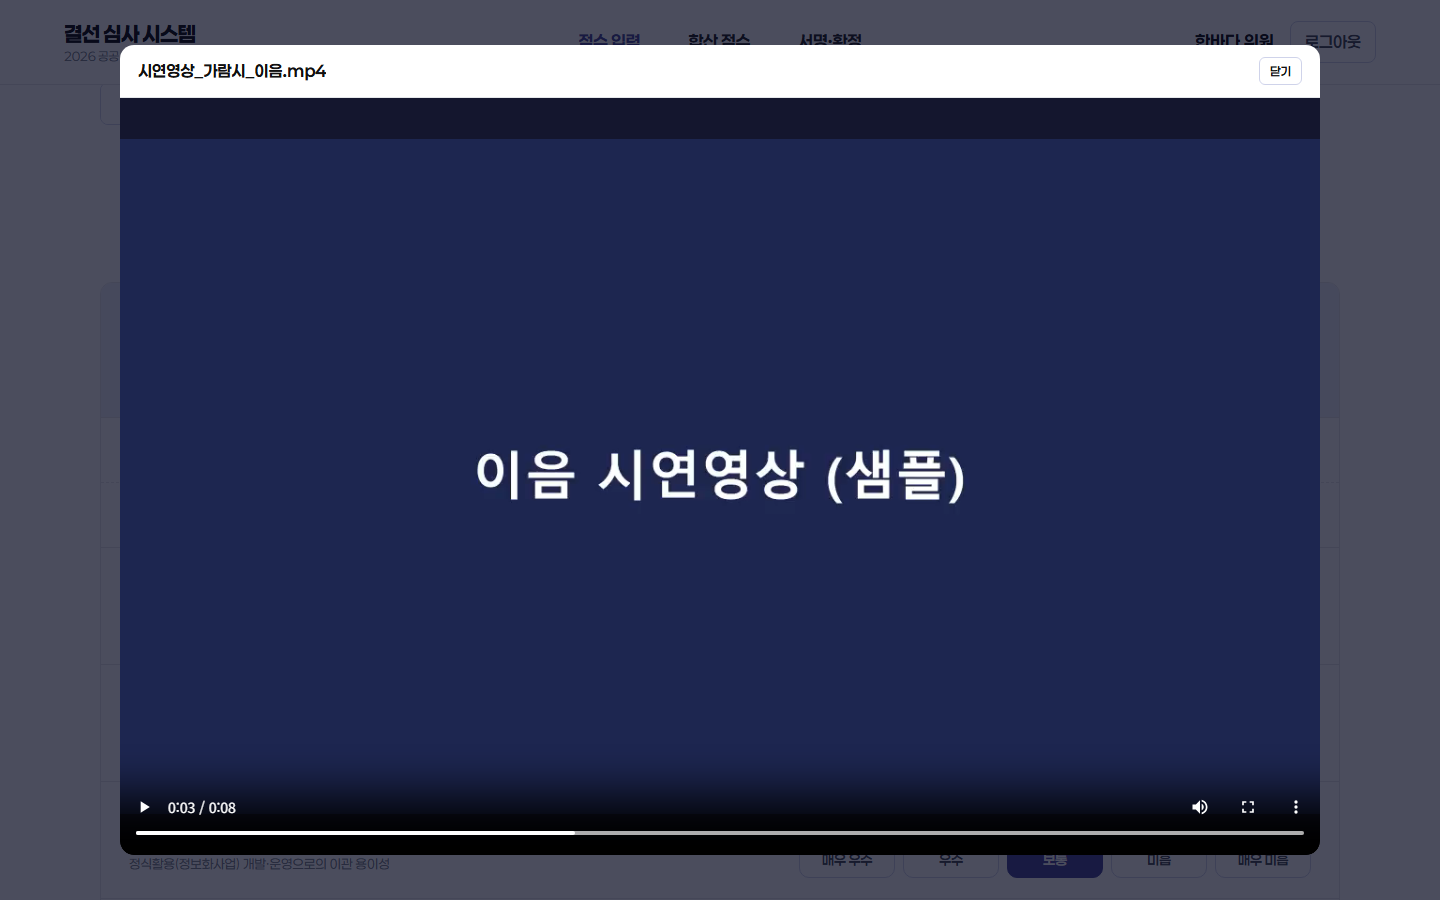 결선 심사 시스템
2026 공공
점수 입력
합산 점수
서명·확정
한바다 위원
로그아웃
시연영상_가람시_이음.mp4
닫기
이음 시연영상 (샘플)
0:03 / 0:08
정식활용(정보화사업) 개발·운영으로의 이관 용이성
매우 우수
우수
보통
미흡
매우 미흡